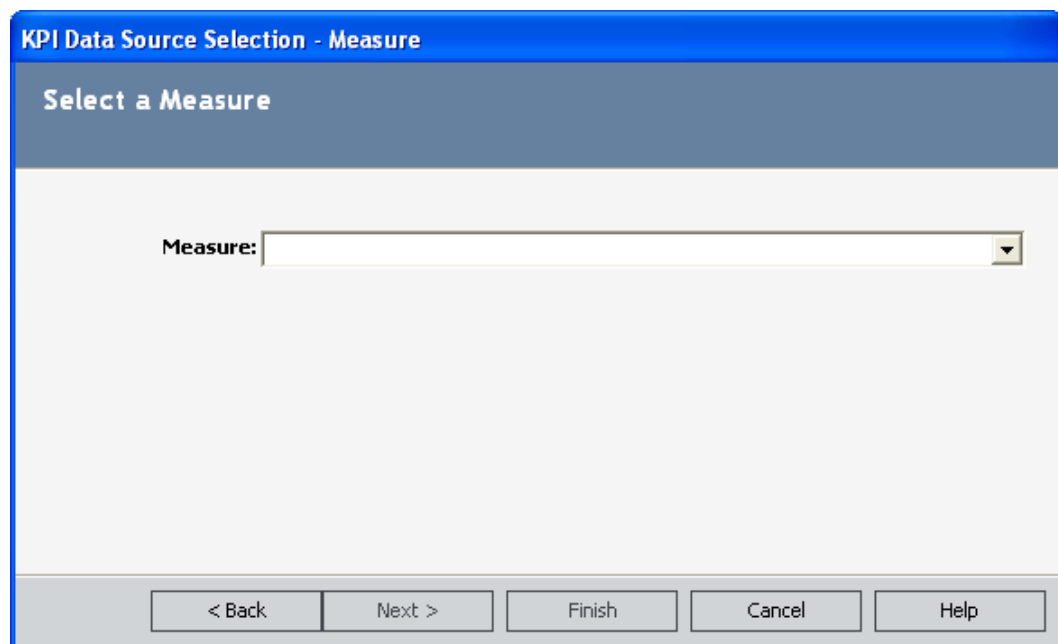 KPI Data Source Selection - Measure
Select a Measure
Measure:
< Back Next > Finish Cancel Help